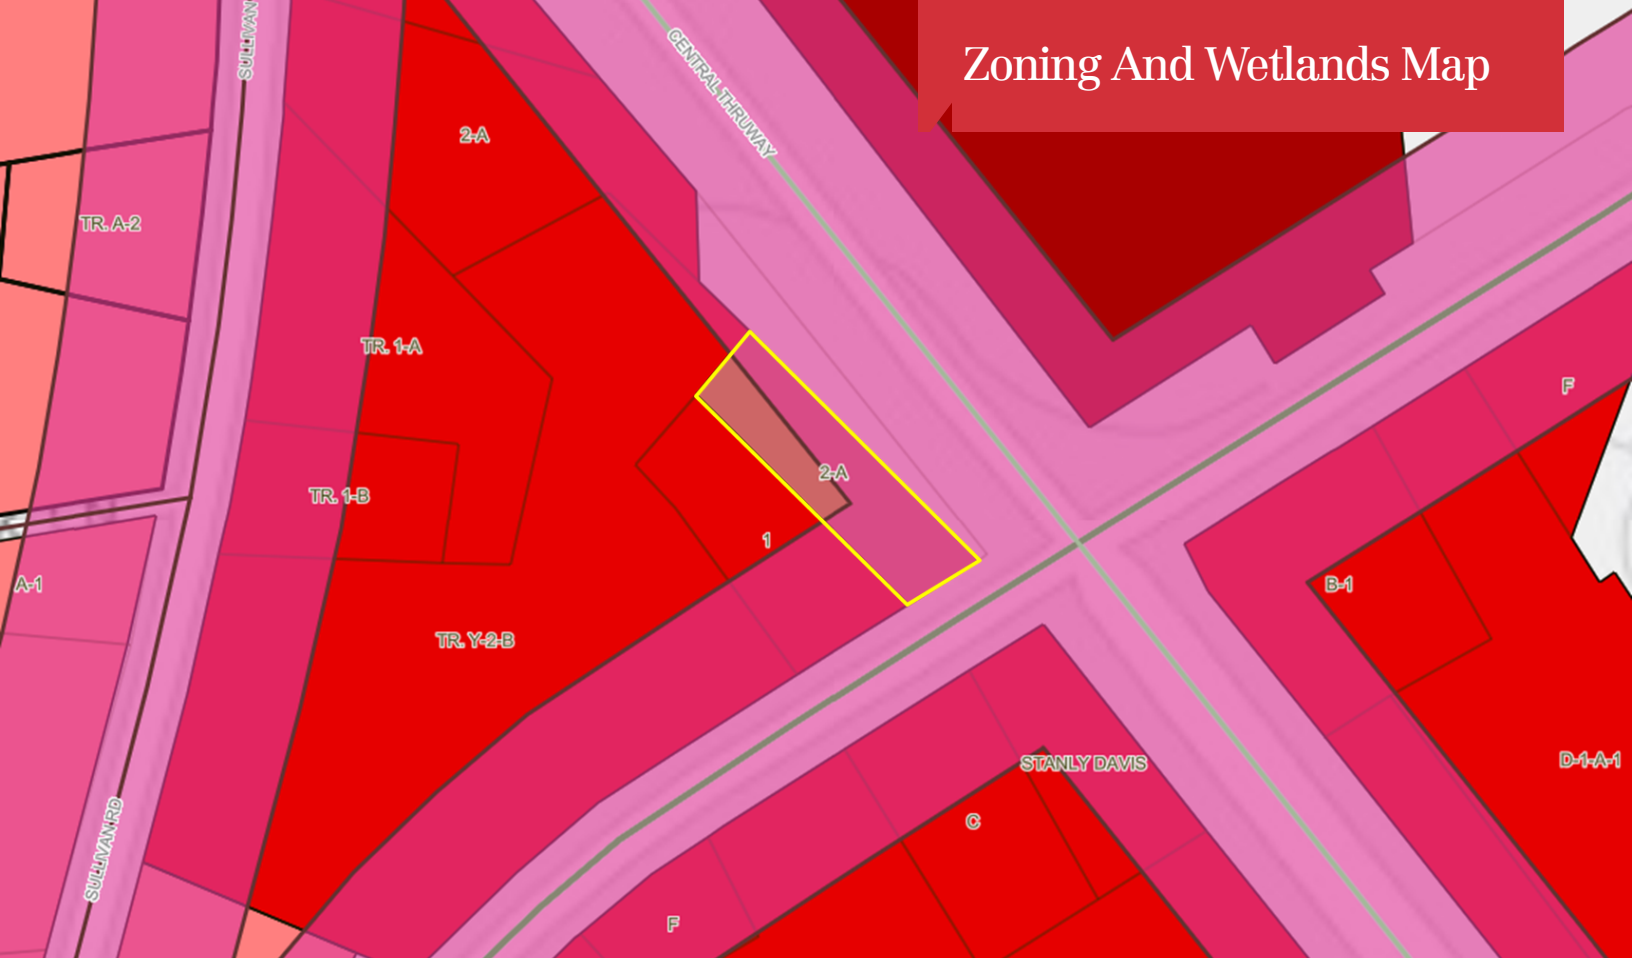 Zoning And Wetlands Map
SULLIVAN
CENTRAL THRUWAY
2-A
TR. A-2
TR. 1-A
F
2-A
TR. 1-B
1
A-1
B-1
TR. Y-2-B
STANLY DAVIS
D-1-A-1
C
SULLIVAN RD
F